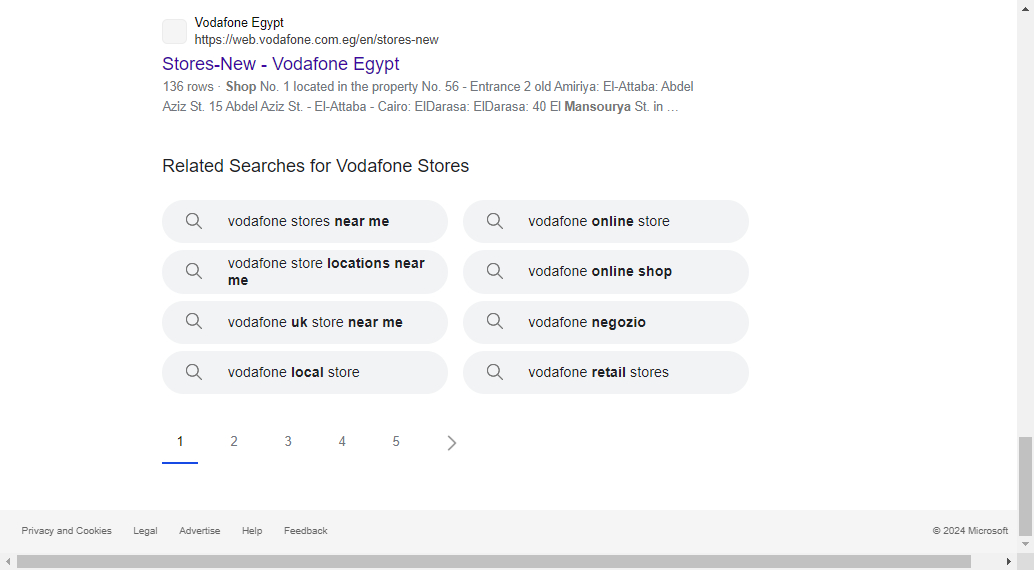 Vodafone Egypt
https://web.vodafone.com.eg/en/stores-new
Stores-New - Vodafone Egypt
136 rows · Shop No. 1 located in the property No. 56 - Entrance 2 old Amiriya: El-Attaba: Abdel
Aziz St. 15 Abdel Aziz St. - El-Attaba - Cairo: ElDarasa: ElDarasa: 40 El Mansourya St. in ...
Related Searches for Vodafone Stores
vodafone stores near me
vodafone online store
vodafone store locations near
me
vodafone online shop
vodafone uk store near me
vodafone negozio
vodafone local store
vodafone retail stores
1 2 3 4 5
Privacy and Cookies Legal Advertise Help Feedback © 2024 Microsoft